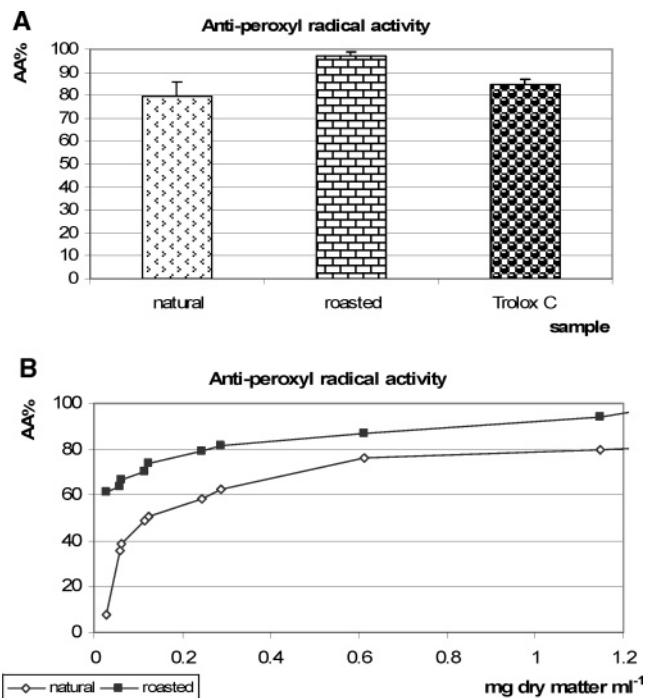 A
Anti-peroxyl radical activity
AA%
100
90
80
70
60
50
40
30
20
10
0
natural roasted Trolox C
sample
B
Anti-peroxyl radical activity
AA%
100
80
60
40
20
0
0 0.2 0.4 0.6 0.8 1 1.2
natural roasted mg dry matter ml⁻¹